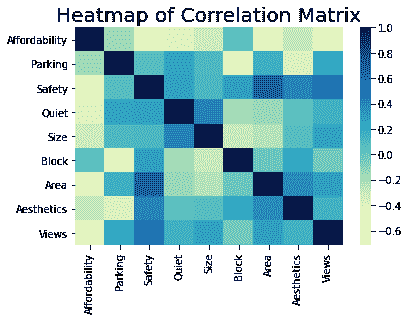 Heatmap of Correlation Matrix
Affordability
Parking
Safety
Quiet
Size
Block
Area
Aesthetics
Views
Affordability
Parking
Safety
Quiet
Size
Block
Area
Aesthetics
Views
1.0
0.8
0.6
0.4
0.2
0.0
-0.2
-0.4
-0.6